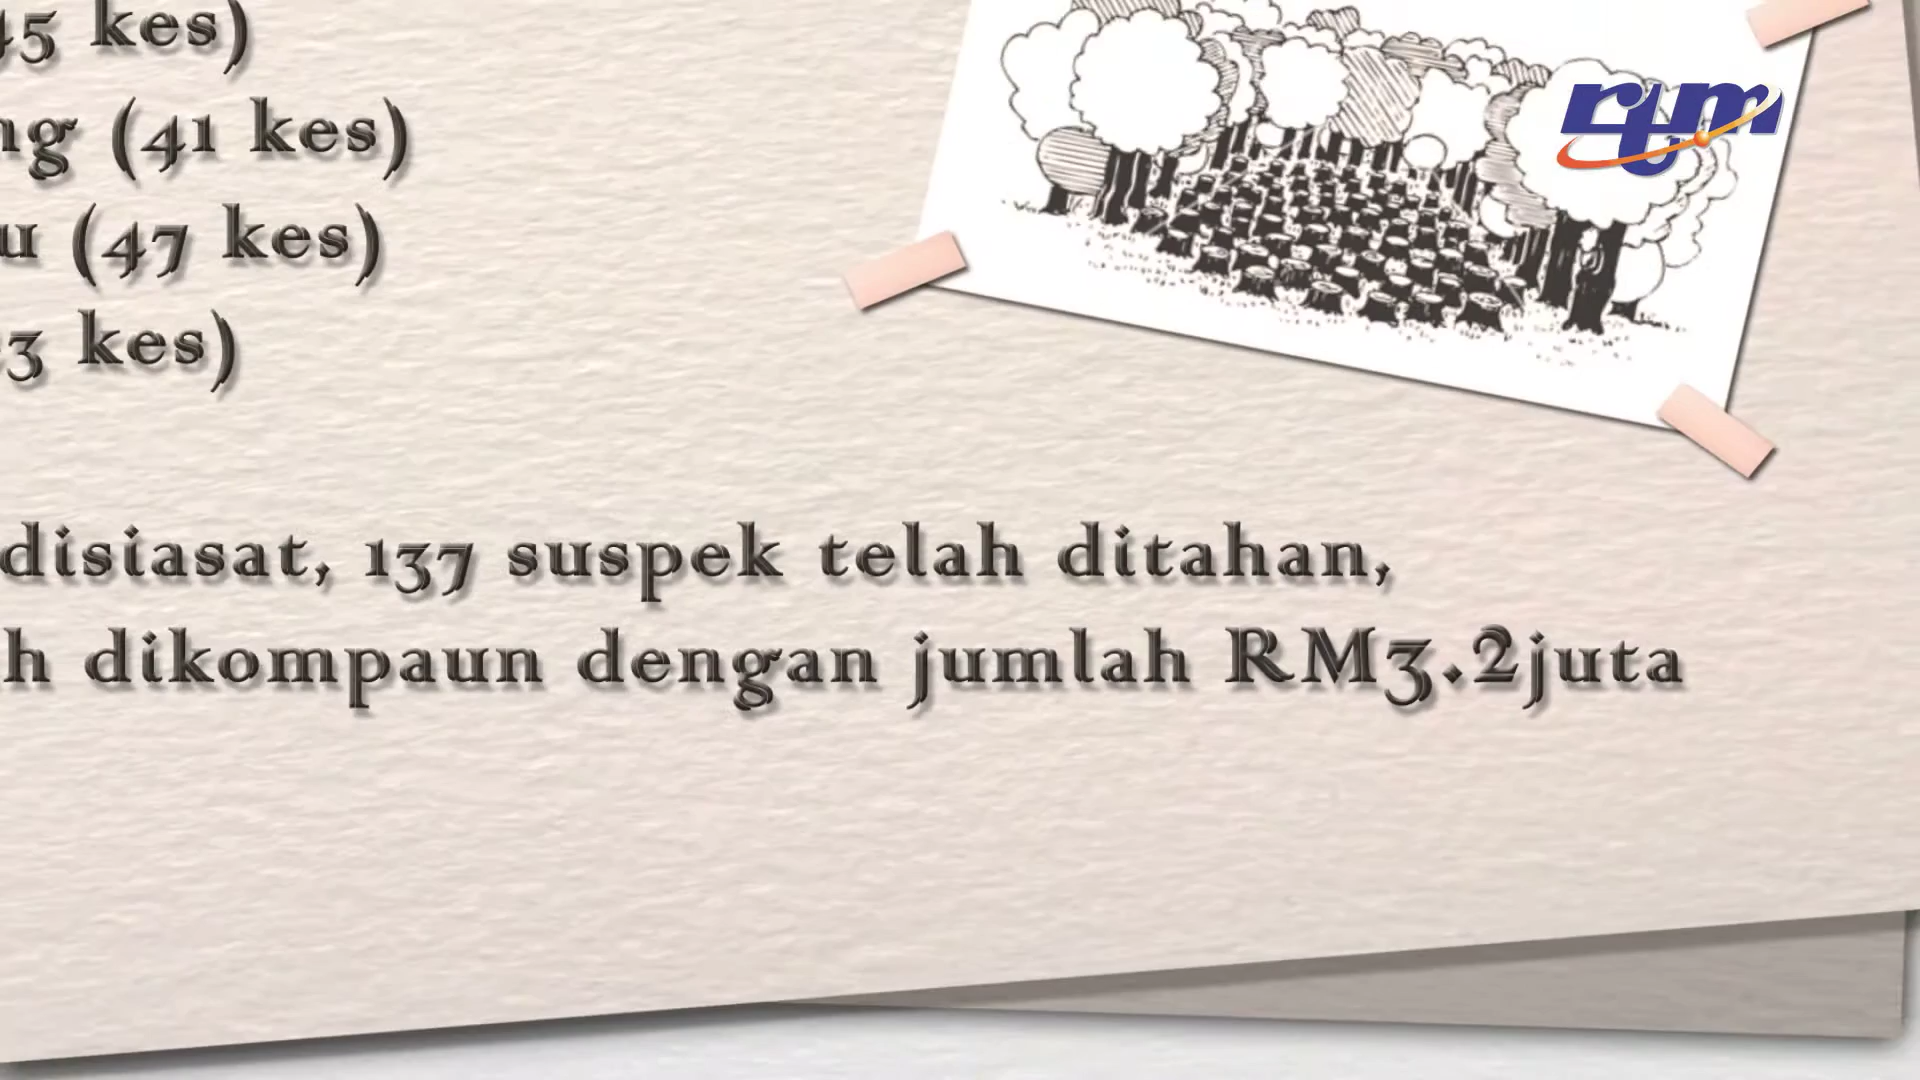 45 kes)
ng (41 kes)
u (47 kes)
3 kes)
rtm
disiasat, 137 suspek telah ditahan,
h dikompaun dengan jumlah RM3.2juta